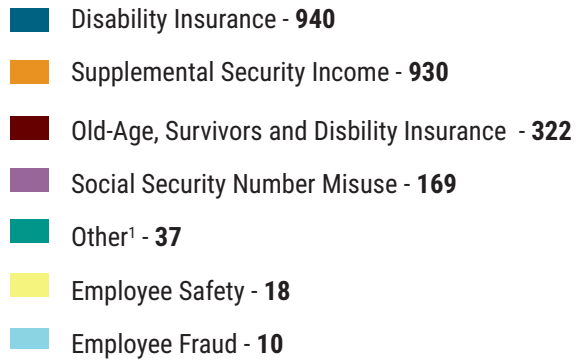 Disability Insurance - 940
Supplemental Security Income - 930
Old-Age, Survivors and Disbility Insurance - 322
Social Security Number Misuse - 169
Other¹ - 37
Employee Safety - 18
Employee Fraud - 10